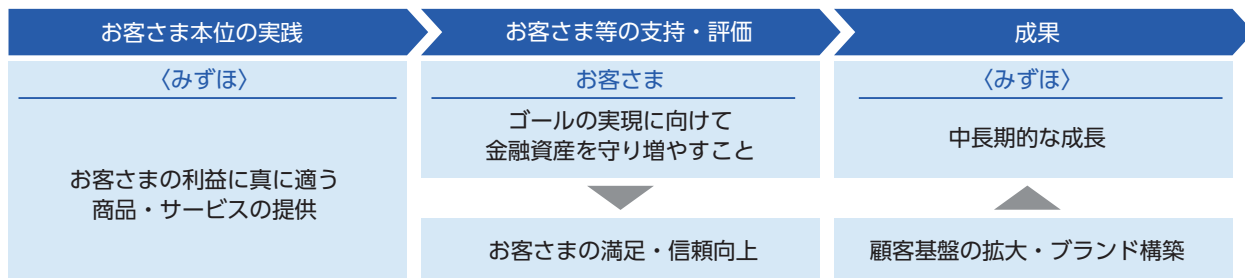 お客さま本位の実践
お客さま等の支持・評価
成果
〈みずほ〉
お客さまの利益に真に適う
商品・サービスの提供
お客さま
ゴールの実現に向けて
金融資産を守り増やすこと
お客さまの満足・信頼向上
〈みずほ〉
中長期的な成長
顧客基盤の拡大・ブランド構築